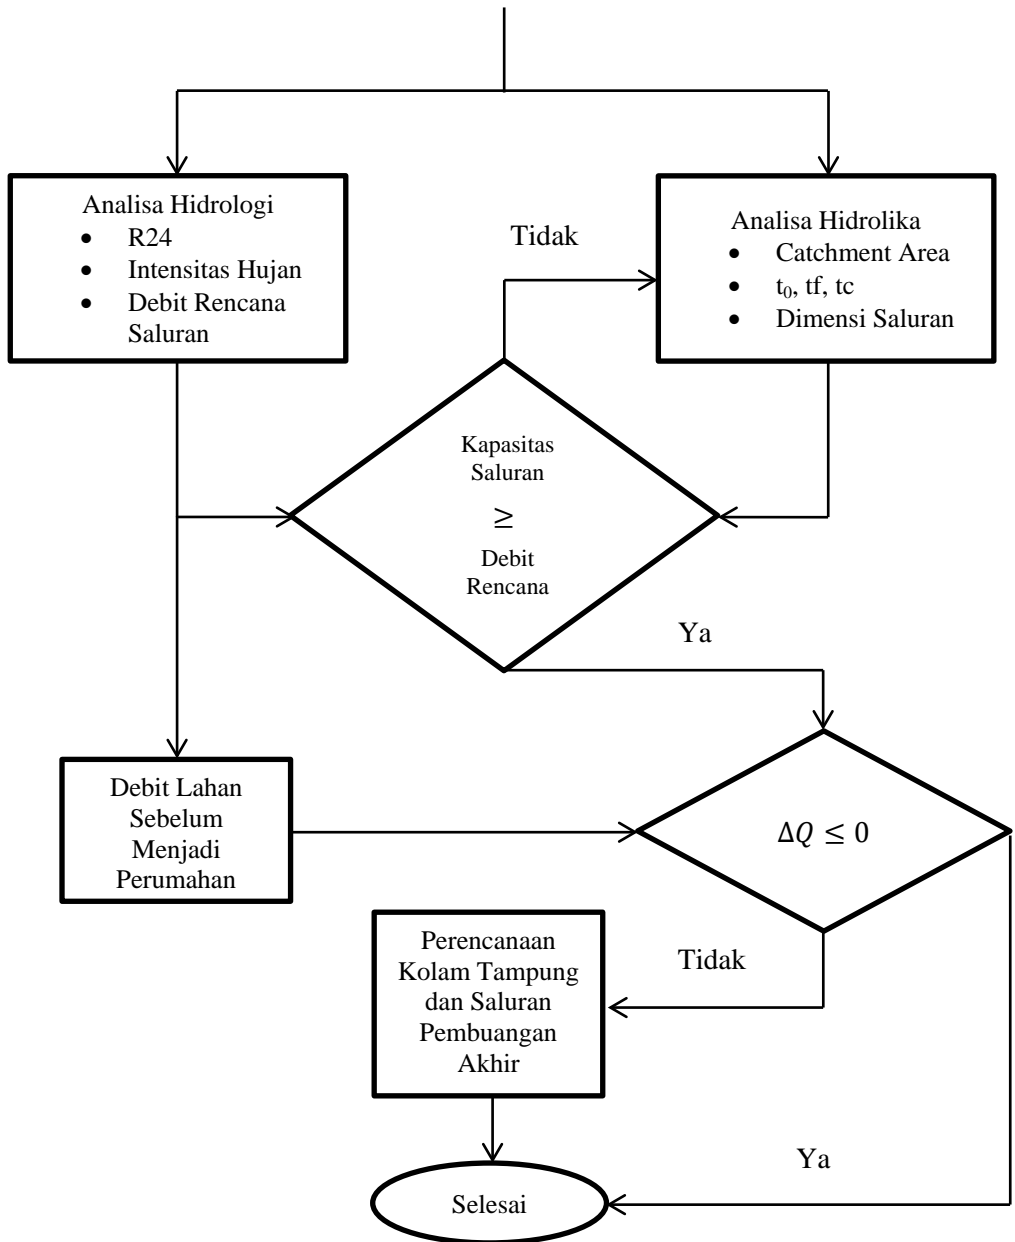 Analisa Hidrologi
• R24
• Intensitas Hujan
• Debit Rencana
Saluran
Tidak
Analisa Hidrolika
• Catchment Area
• t₀, tf, tc
• Dimensi Saluran
Kapasitas
Saluran
≥
Debit
Rencana
Ya
Debit Lahan
Sebelum
Menjadi
Perumahan
Δ𝑄 ≤ 0
Perencanaan
Kolam Tampung
dan Saluran
Pembuangan
Akhir
Tidak
Ya
Selesai